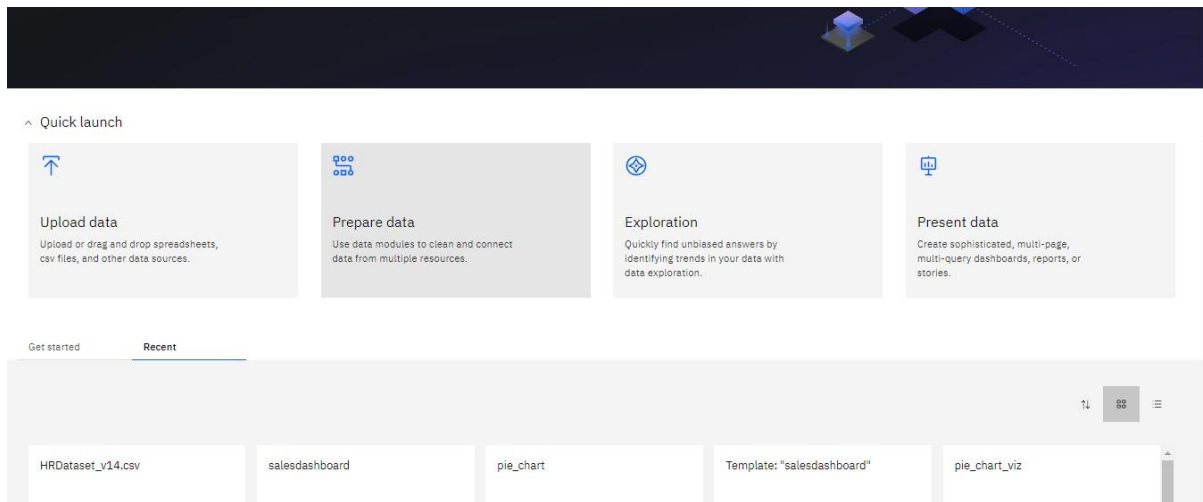 Quick launch
Upload data
Upload or drag and drop spreadsheets,
csv files, and other data sources.
Prepare data
Use data modules to clean and connect
data from multiple resources.
Exploration
Quickly find unbiased answers by
identifying trends in your data with
data exploration.
Present data
Create sophisticated, multi-page,
multi-query dashboards, reports, or
stories.
Get started
Recent
HRDataset_v14.csv
salesdashboard
pie_chart
Template: "salesdashboard"
pie_chart_viz